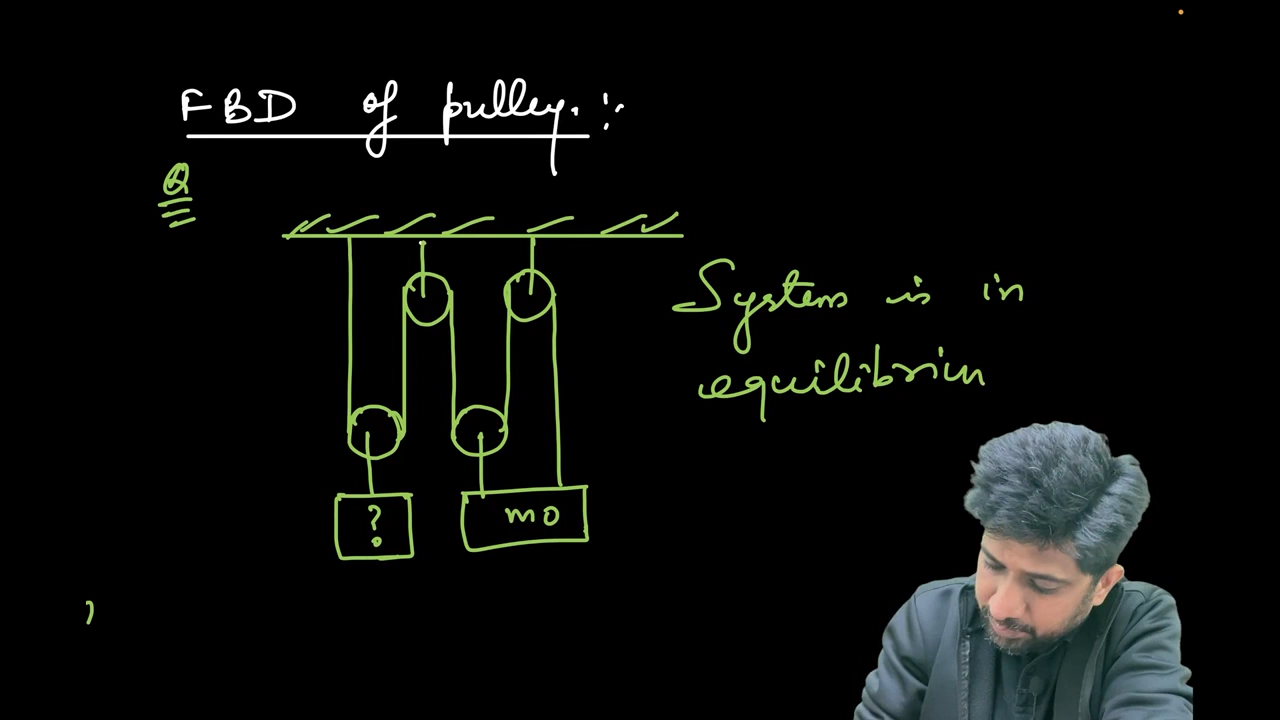 FBD of pulley :-
Q
System is in
equilibrium
?
mo
)